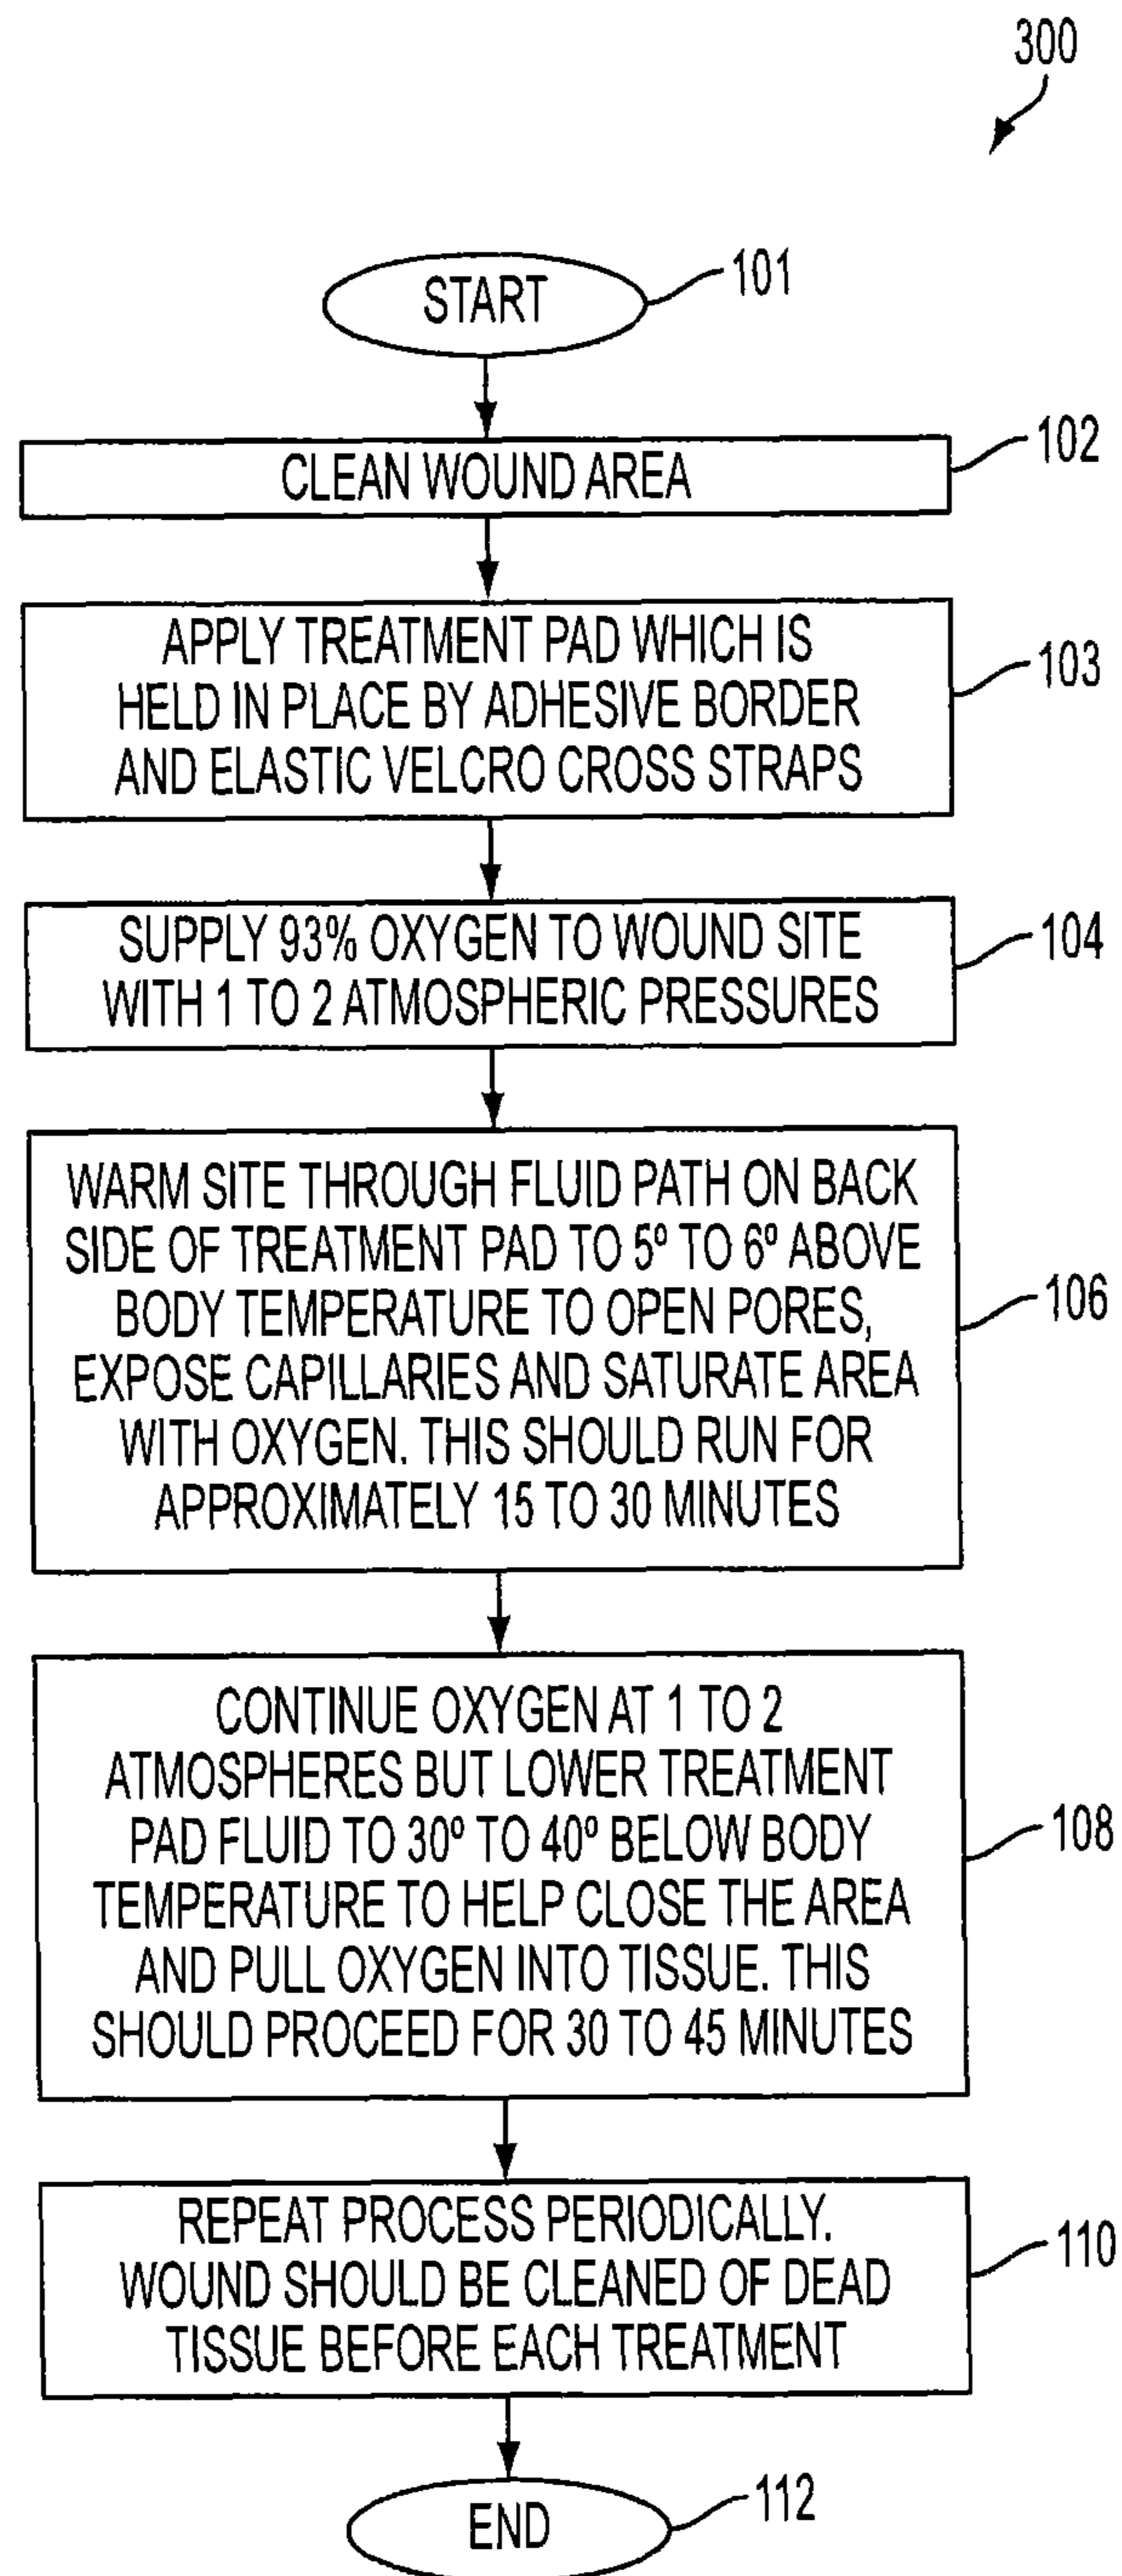 300
START
101
CLEAN WOUND AREA
102
APPLY TREATMENT PAD WHICH IS
HELD IN PLACE BY ADHESIVE BORDER
AND ELASTIC VELCRO CROSS STRAPS
103
SUPPLY 93% OXYGEN TO WOUND SITE
WITH 1 TO 2 ATMOSPHERIC PRESSURES
104
WARM SITE THROUGH FLUID PATH ON BACK
SIDE OF TREATMENT PAD TO 5º TO 6º ABOVE
BODY TEMPERATURE TO OPEN PORES,
EXPOSE CAPILLARIES AND SATURATE AREA
WITH OXYGEN. THIS SHOULD RUN FOR
APPROXIMATELY 15 TO 30 MINUTES
106
CONTINUE OXYGEN AT 1 TO 2
ATMOSPHERES BUT LOWER TREATMENT
PAD FLUID TO 30º TO 40º BELOW BODY
TEMPERATURE TO HELP CLOSE THE AREA
AND PULL OXYGEN INTO TISSUE. THIS
SHOULD PROCEED FOR 30 TO 45 MINUTES
108
REPEAT PROCESS PERIODICALLY.
WOUND SHOULD BE CLEANED OF DEAD
TISSUE BEFORE EACH TREATMENT
110
END
112